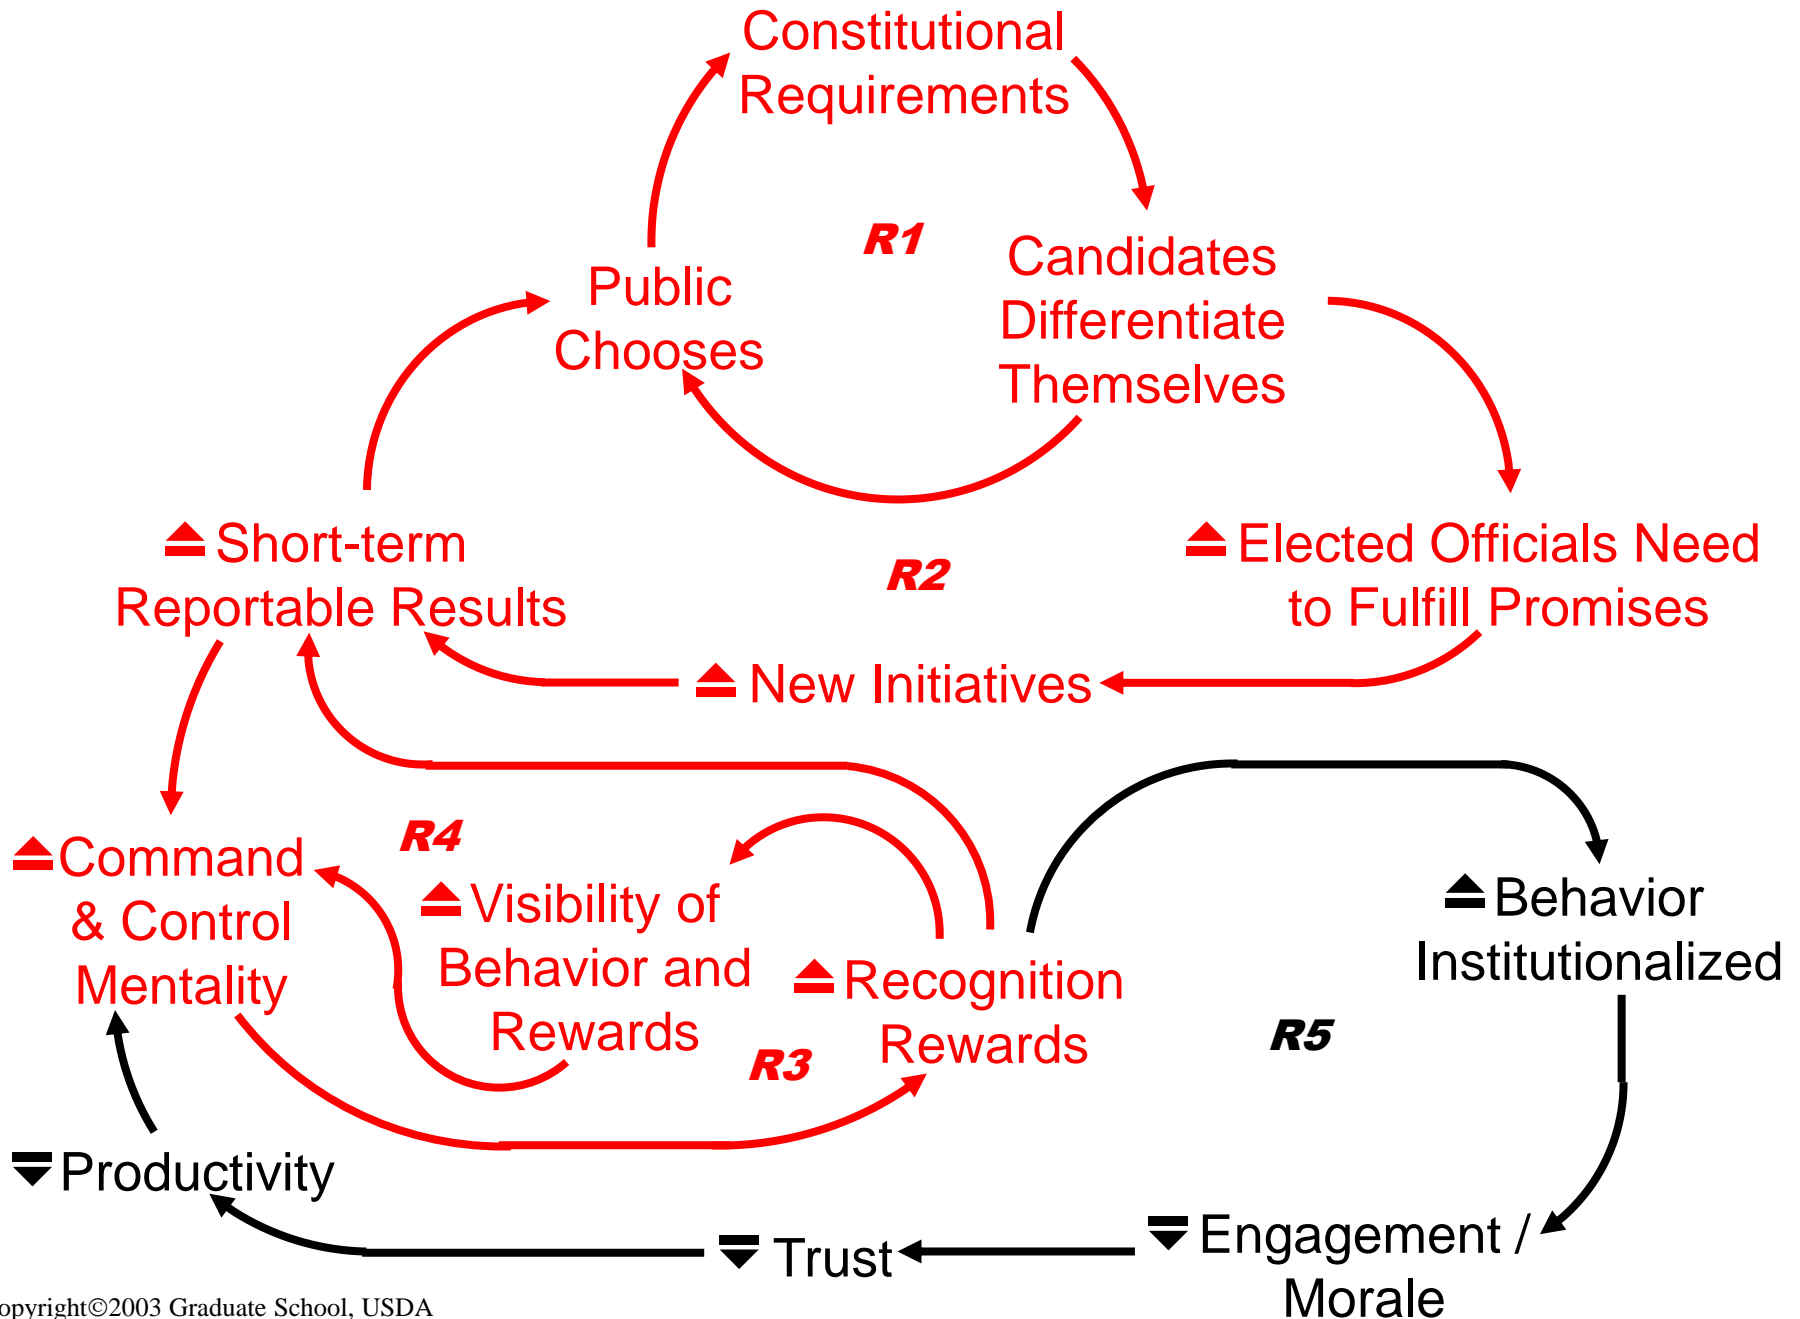 Constitutional
Requirements
R1
Public
Chooses
Candidates
Differentiate
Themselves
Short-term
Reportable Results
R2
Elected Officials Need
to Fulfill Promises
New Initiatives
Command
& Control
Mentality
R4
Visibility of
Behavior and
Rewards
R3
Recognition
Rewards
Behavior
Institutionalized
R5
Productivity
Trust
Engagement /
Morale
opyright©2003 Graduate School, USDA